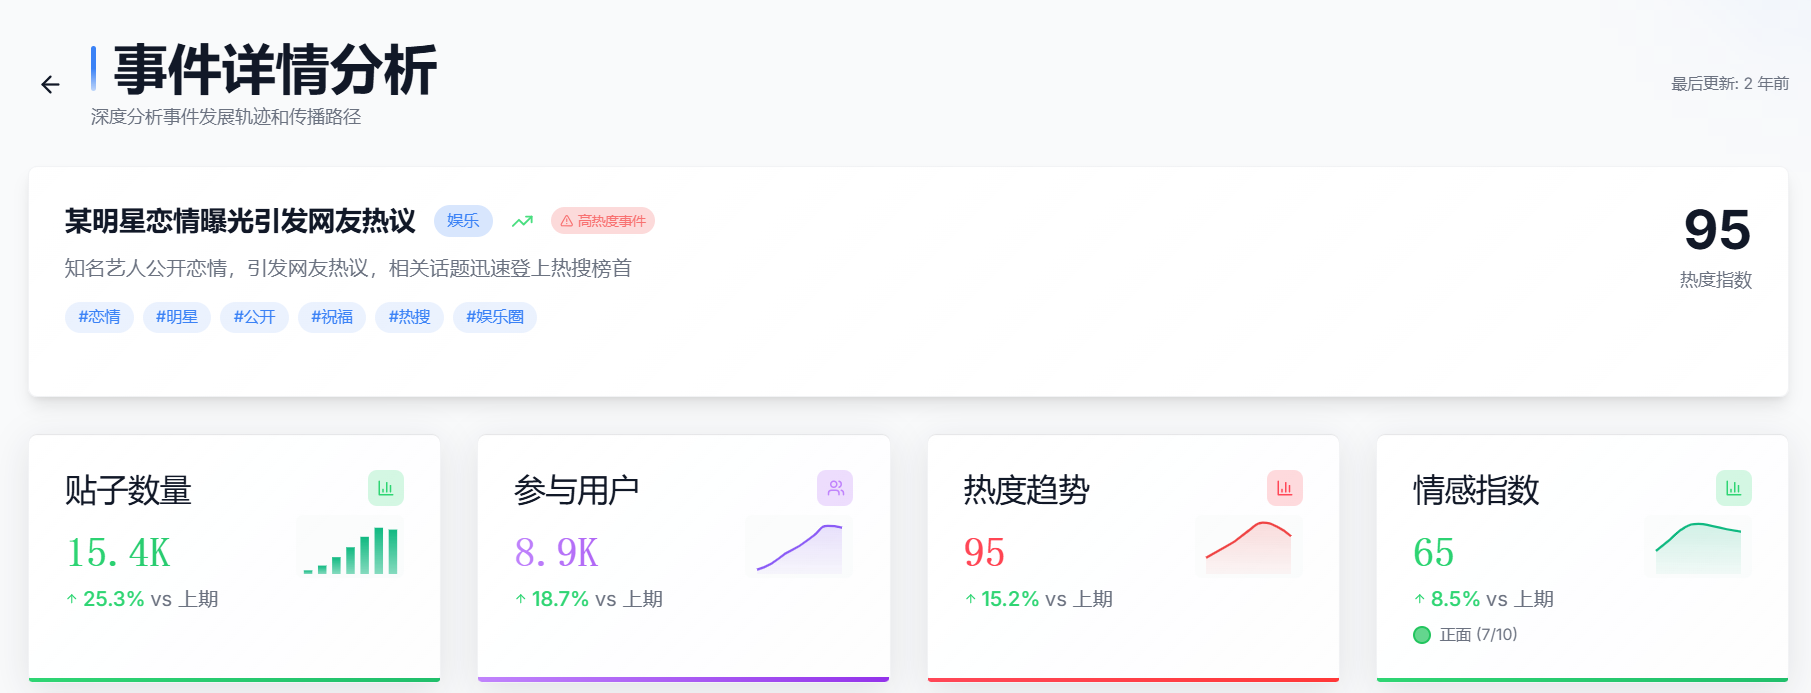 事件详情分析
深度分析事件发展轨迹和传播路径
最后更新: 2 年前
某明星恋情曝光引发网友热议 娱乐 高热度事件
知名艺人公开恋情，引发网友热议，相关话题迅速登上热搜榜首
#恋情 #明星 #公开 #祝福 #热搜 #娱乐圈
95
热度指数
贴子数量
15.4K
↑ 25.3% vs 上期
参与用户
8.9K
↑ 18.7% vs 上期
热度趋势
95
↑ 15.2% vs 上期
情感指数
65
↑ 8.5% vs 上期
正面 (7/10)